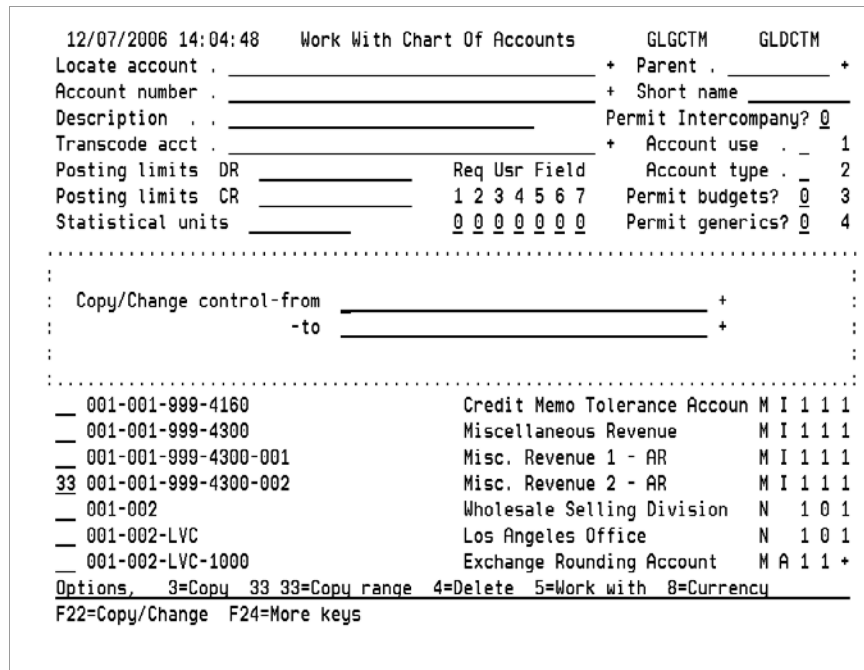 12/07/2006 14:04:48 Work With Chart Of Accounts GLGCTM GLDCTM
Locate account . + Parent . +
Account number . + Short name
Description . . Permit Intercompany? 0
Transcode acct . + Account use . _ 1
Posting limits DR Req Usr Field Account type . _ 2
Posting limits CR 1 2 3 4 5 6 7 Permit budgets? 0 3
Statistical units 0 0 0 0 0 0 0 Permit generics? 0 4
Copy/Change control-from +
-to +
001-001-999-4160 Credit Memo Tolerance Accoun M I 1 1 1
001-001-999-4300 Miscellaneous Revenue M I 1 1 1
001-001-999-4300-001 Misc. Revenue 1 - AR M I 1 1 1
33 001-001-999-4300-002 Misc. Revenue 2 - AR M I 1 1 1
001-002 Wholesale Selling Division N 1 0 1
001-002-LVC Los Angeles Office N 1 0 1
001-002-LVC-1000 Exchange Rounding Account M A 1 1 +
Options, 3=Copy 33 33=Copy range 4=Delete 5=Work with 8=Currency
F22=Copy/Change F24=More keys